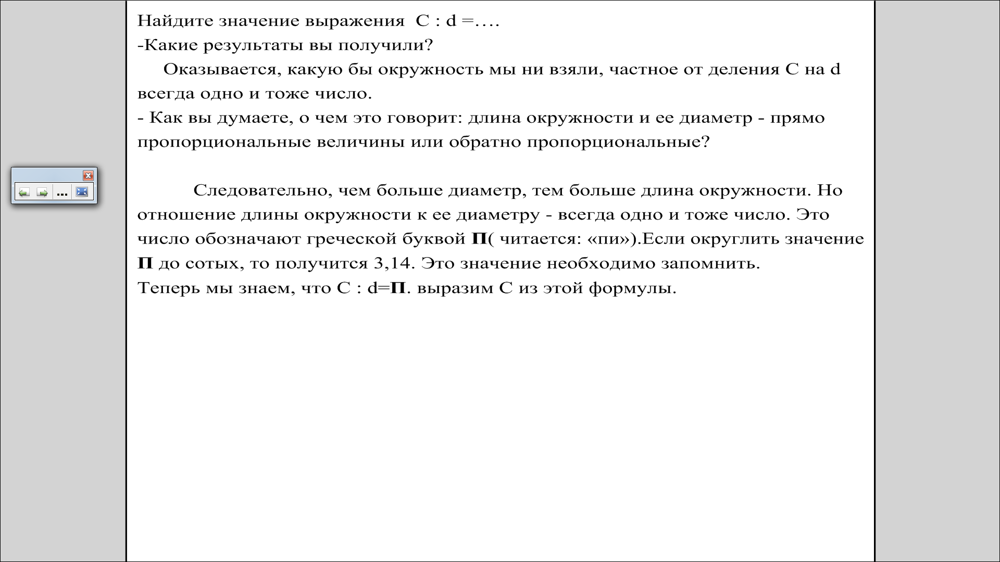 Найдите значение выражения  C : d =….
-Какие результаты вы получили?
Оказывается, какую бы окружность мы ни взяли, частное от деления C на d
всегда одно и тоже число.
- Как вы думаете, о чем это говорит: длина окружности и ее диаметр - прямо
пропорциональные величины или обратно пропорциональные?
Следовательно, чем больше диаметр, тем больше длина окружности. Но
отношение длины окружности к ее диаметру - всегда одно и тоже число. Это
число обозначают греческой буквой П( читается: «пи»).Если округлить значение
П до сотых, то получится 3,14. Это значение необходимо запомнить.
Теперь мы знаем, что C : d=П. выразим C из этой формулы.
...